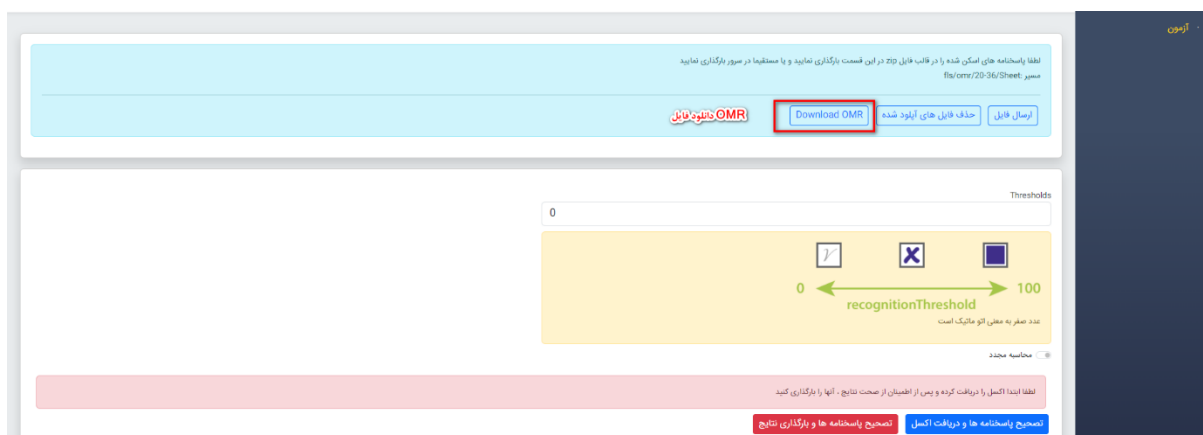 آزمون
لطفا پاسخنامه های اسکن شده را در قالب فایل zip در این قسمت بارگذاری نمایید و یا مستقیما در سرور بارگذاری نمایید
مسیر: fls/omr/20-36/Sheet
ارسال فایل حذف فایل های آپلود شده Download OMR دانلود فایل OMR
Thresholds
0
0 100
recognitionThreshold
عدد صفر به معنی اتو ماتیک است
محاسبه مجدد
لطفا ابتدا اکسل را دریافت کرده و پس از اطمینان از صحت نتایج ، آنها را بارگذاری کنید
تصحیح پاسخنامه ها و دریافت اکسل تصحیح پاسخنامه ها و بارگذاری نتایج